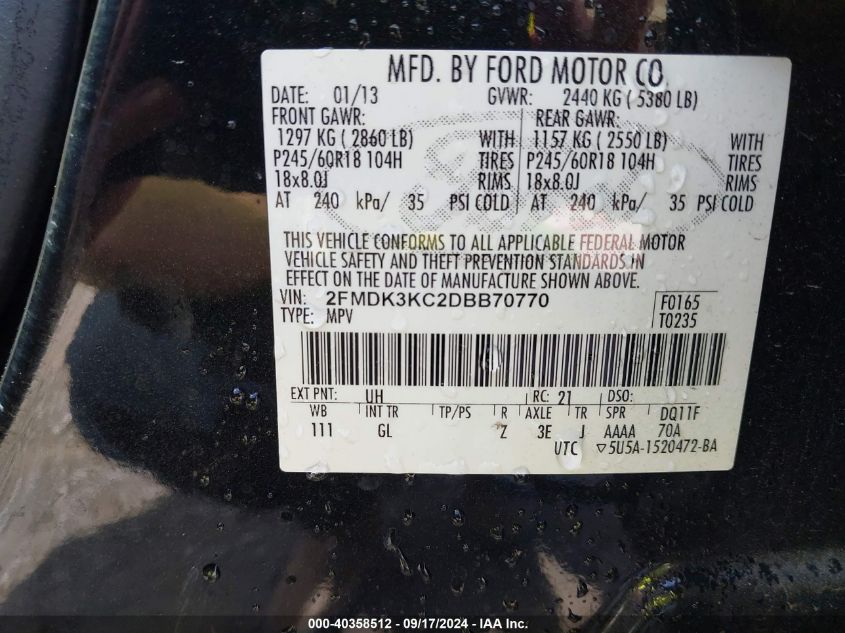 MFD. BY FORD MOTOR CO.
DATE: 01/13 GVWR: 2440 KG ( 5380 LB)
FRONT GAWR: REAR GAWR:
1297 KG ( 2860 LB) WITH 1157 KG ( 2550 LB) WITH
P245/60R18 104H TIRES P245/60R18 104H TIRES
18x8.0J RIMS 18x8.0J RIMS
AT 240 kPa/ 35 PSI COLD AT 240 kPa/ 35 PSI COLD
THIS VEHICLE CONFORMS TO ALL APPLICABLE FEDERAL MOTOR
VEHICLE SAFETY AND THEFT PREVENTION STANDARDS IN
EFFECT ON THE DATE OF MANUFACTURE SHOWN ABOVE.
VIN: 2FMDK3KC2DBB70770 F0165
TYPE: MPV T0235
EXT PNT: UH RC: 21 DSO:
WB INT TR TP/PS R AXLE TR SPR DQ11F
111 GL Z 3E J AAAA 70A
UTC ▽5U5A-1520472-BA
000-40358512 - 09/17/2024 - IAA Inc.